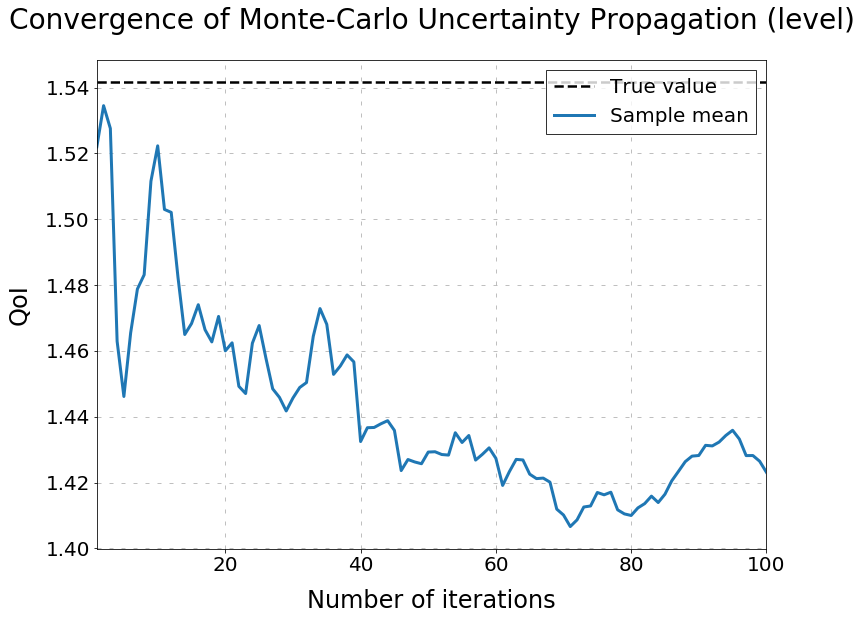 Convergence of Monte-Carlo Uncertainty Propagation (level)
True value
Sample mean
QoI
1.54
1.52
1.50
1.48
1.46
1.44
1.42
1.40
20
40
60
80
100
Number of iterations